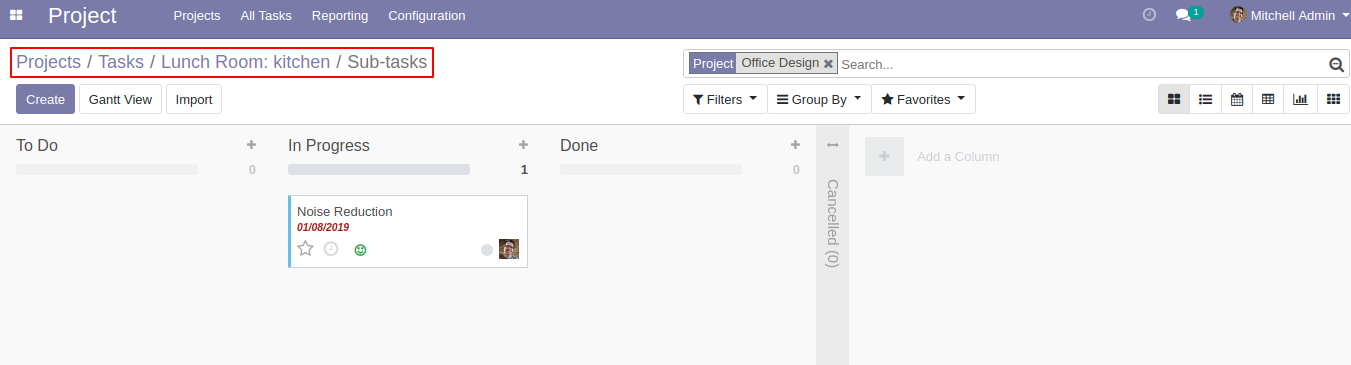 Project Projects All Tasks Reporting Configuration 1 Mitchell Admin
Projects / Tasks / Lunch Room: kitchen / Sub-tasks
Project Office Design Search...
Create Gantt View Import Filters Group By Favorites
To Do
0
In Progress
1
Noise Reduction
01/08/2019
Done
0
Cancelled (0)
Add a Column